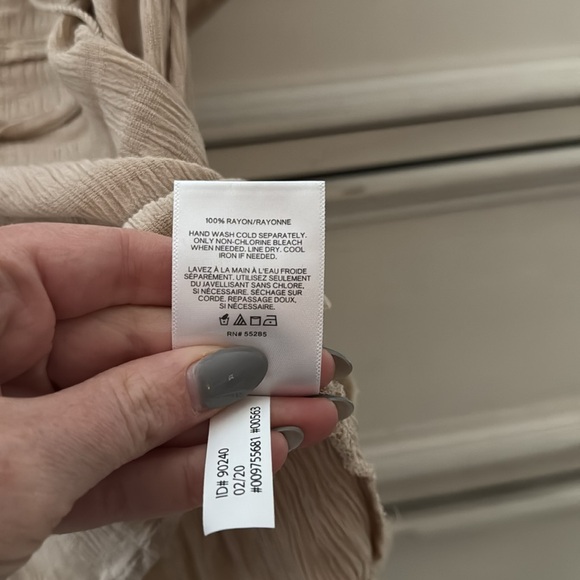 100% RAYON/RAYONNE
HAND WASH COLD SEPARATELY.
ONLY NON-CHLORINE BLEACH
WHEN NEEDED. LINE DRY. COOL
IRON IF NEEDED.
LAVEZ À LA MAIN À L'EAU FROIDE
SÉPARÉMENT. UTILISEZ SEULEMENT
DU JAVELLISANT SANS CHLORE,
SI NÉCESSAIRE. SÉCHAGE SUR
CORDE. REPASSAGE DOUX,
SI NÉCESSAIRE.
RN# 55285
ID# 90240
02/20
#009755681 #00563